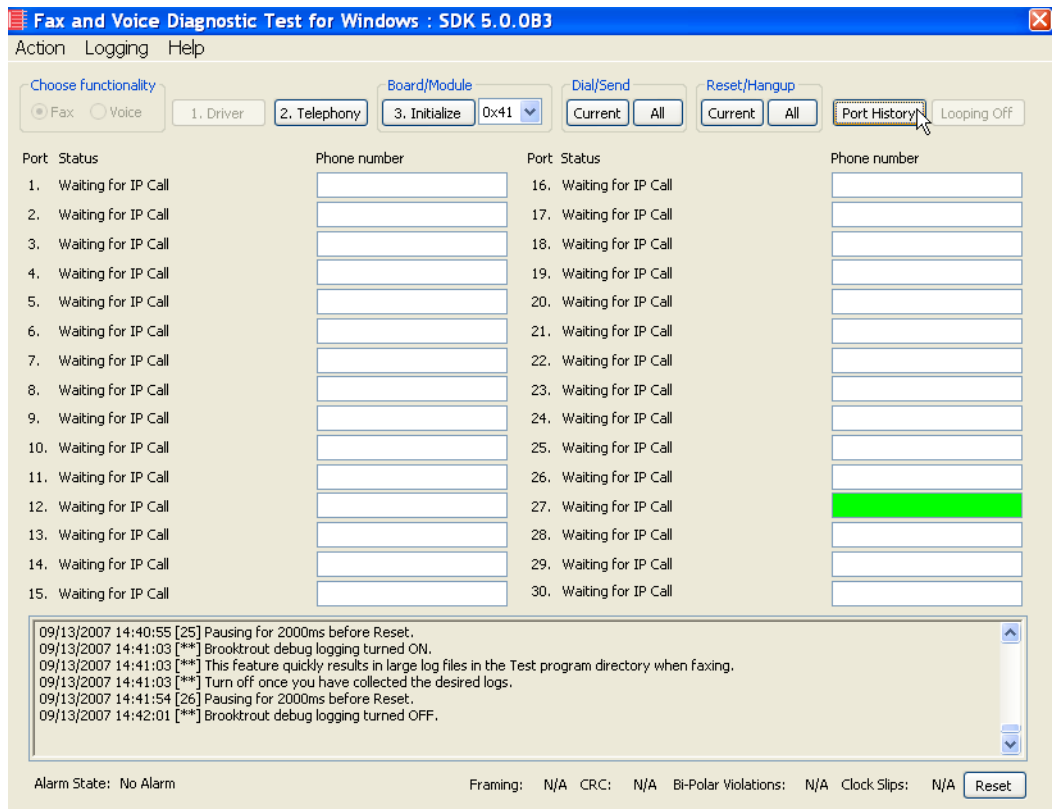 Fax and Voice Diagnostic Test for Windows : SDK 5.0.0B3
Action Logging Help
Choose functionality Board/Module Dial/Send Reset/Hangup
Fax Voice 1. Driver 2. Telephony 3. Initialize 0x41 Current All Current All Port History Looping Off
Port Status Phone number Port Status Phone number
1. Waiting for IP Call 16. Waiting for IP Call
2. Waiting for IP Call 17. Waiting for IP Call
3. Waiting for IP Call 18. Waiting for IP Call
4. Waiting for IP Call 19. Waiting for IP Call
5. Waiting for IP Call 20. Waiting for IP Call
6. Waiting for IP Call 21. Waiting for IP Call
7. Waiting for IP Call 22. Waiting for IP Call
8. Waiting for IP Call 23. Waiting for IP Call
9. Waiting for IP Call 24. Waiting for IP Call
10. Waiting for IP Call 25. Waiting for IP Call
11. Waiting for IP Call 26. Waiting for IP Call
12. Waiting for IP Call 27. Waiting for IP Call
13. Waiting for IP Call 28. Waiting for IP Call
14. Waiting for IP Call 29. Waiting for IP Call
15. Waiting for IP Call 30. Waiting for IP Call
09/13/2007 14:40:55 [25] Pausing for 2000ms before Reset.
09/13/2007 14:41:03 [**] Brooktrout debug logging turned ON.
09/13/2007 14:41:03 [**] This feature quickly results in large log files in the Test program directory when faxing.
09/13/2007 14:41:03 [**] Turn off once you have collected the desired logs.
09/13/2007 14:41:54 [26] Pausing for 2000ms before Reset.
09/13/2007 14:42:01 [**] Brooktrout debug logging turned OFF.
Alarm State: No Alarm Framing: N/A CRC: N/A Bi-Polar Violations: N/A Clock Slips: N/A Reset